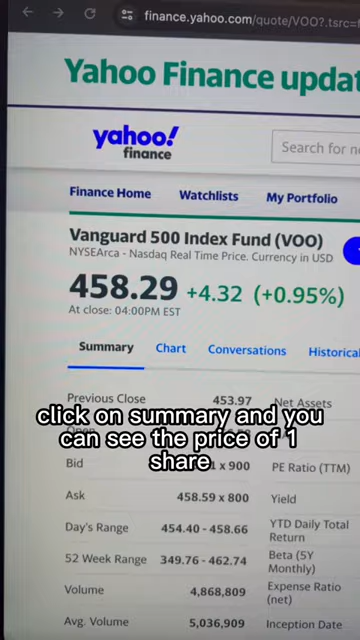 finance.yahoo.com/quote/VOO?.tsrc=
Yahoo Finance updat
yahoo!
finance
Search for ne
Finance Home Watchlists My Portfolio
Vanguard 500 Index Fund (VOO)
NYSEArca - Nasdaq Real Time Price. Currency in USD
458.29 +4.32 (+0.95%)
At close: 04:00PM EST
Summary Chart Conversations Historica
Previous Close 453.97 Net Assets
click on summary and you
can see the price of 1
share
Bid x 900 PE Ratio (TTM)
Ask 458.59 x 800 Yield
Day's Range 454.40 - 458.66 YTD Daily Total
Return
52 Week Range 349.76 - 462.74 Beta (5Y
Monthly)
Volume 4,868,809 Expense Ratio
(net)
Avg. Volume 5,036,909 Inception Date